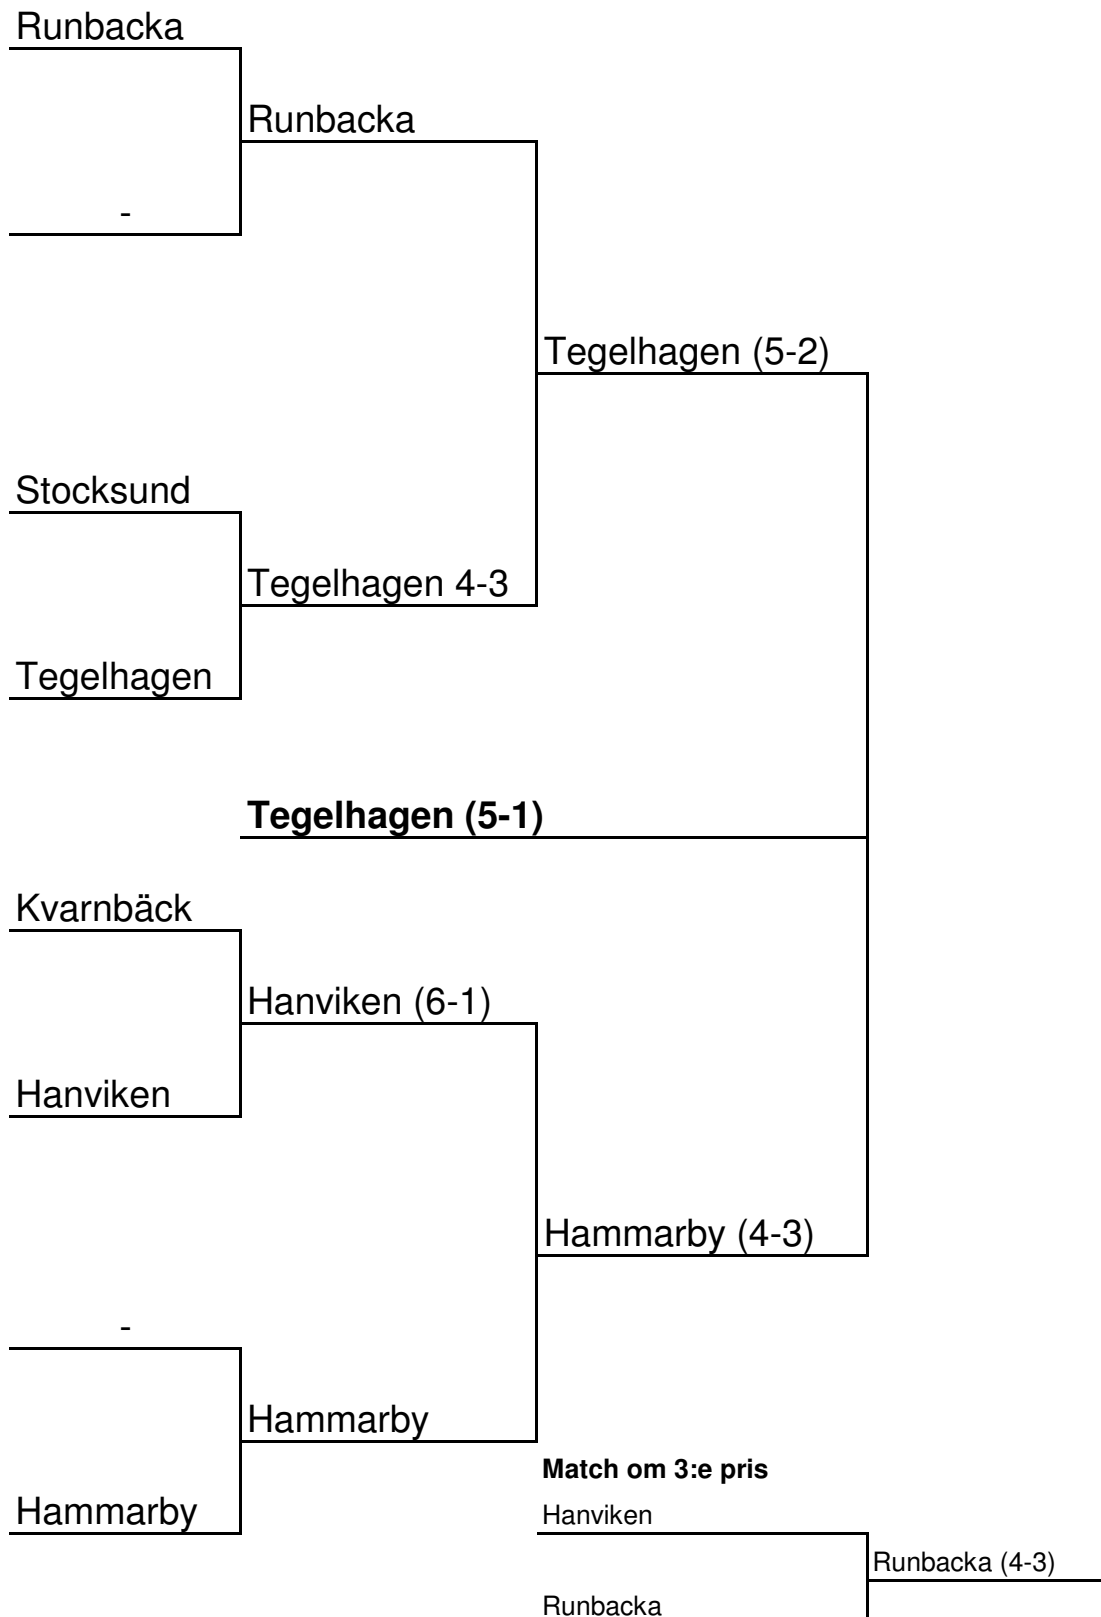 Runbacka
Runbacka
-
Tegelhagen (5-2)
Stocksund
Tegelhagen 4-3
Tegelhagen
Tegelhagen (5-1)
Kvarnbäck
Hanviken (6-1)
Hanviken
Hammarby (4-3)
-
Hammarby
Match om 3:e pris
Hammarby
Hanviken
Runbacka (4-3)
Runbacka